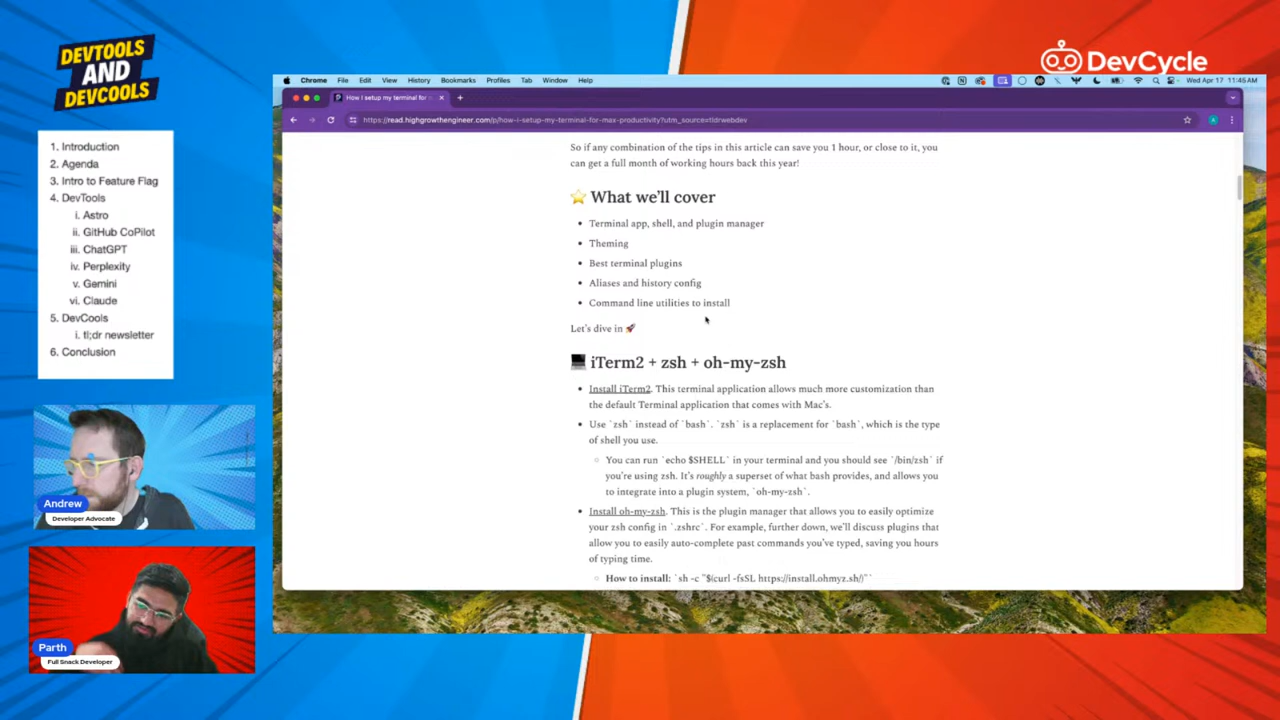 DEVTOOLS
AND
DEVCOOLS
DevCycle
1. Introduction
2. Agenda
3. Intro to Feature Flag
4. DevTools
i. Astro
ii. GitHub CoPilot
iii. ChatGPT
iv. Perplexity
v. Gemini
vi. Claude
5. DevCools
i. tl;dr newsletter
6. Conclusion
Andrew
Developer Advocate
Parth
Full Snack Developer
Chrome File Edit View History Bookmarks Profiles Tab Window Help
Wed Apr 17 11:45 AM
How I setup my terminal for
https://read.highgrowthengineer.com/p/how-i-setup-my-terminal-for-max-productivity?utm_source=tldrwebdev
So if any combination of the tips in this article can save you 1 hour, or close to it, you
can get a full month of working hours back this year!
⭐ What we'll cover
• Terminal app, shell, and plugin manager
• Theming
• Best terminal plugins
• Aliases and history config
• Command line utilities to install
Let's dive in 🚀
💻 iTerm2 + zsh + oh-my-zsh
• Install iTerm2. This terminal application allows much more customization than
the default Terminal application that comes with Mac's.
• Use `zsh` instead of `bash`. `zsh` is a replacement for `bash`, which is the type
of shell you use.
◦ You can run `echo $SHELL` in your terminal and you should see `/bin/zsh` if
you're using zsh. It's roughly a superset of what bash provides, and allows you
to integrate into a plugin system, `oh-my-zsh`.
• Install oh-my-zsh. This is the plugin manager that allows you to easily optimize
your zsh config in `.zshrc`. For example, further down, we'll discuss plugins that
allow you to easily auto-complete past commands you've typed, saving you hours
of typing time.
◦ How to install: `sh -c "$(curl -fsSL https://install.ohmyz.sh/)"`